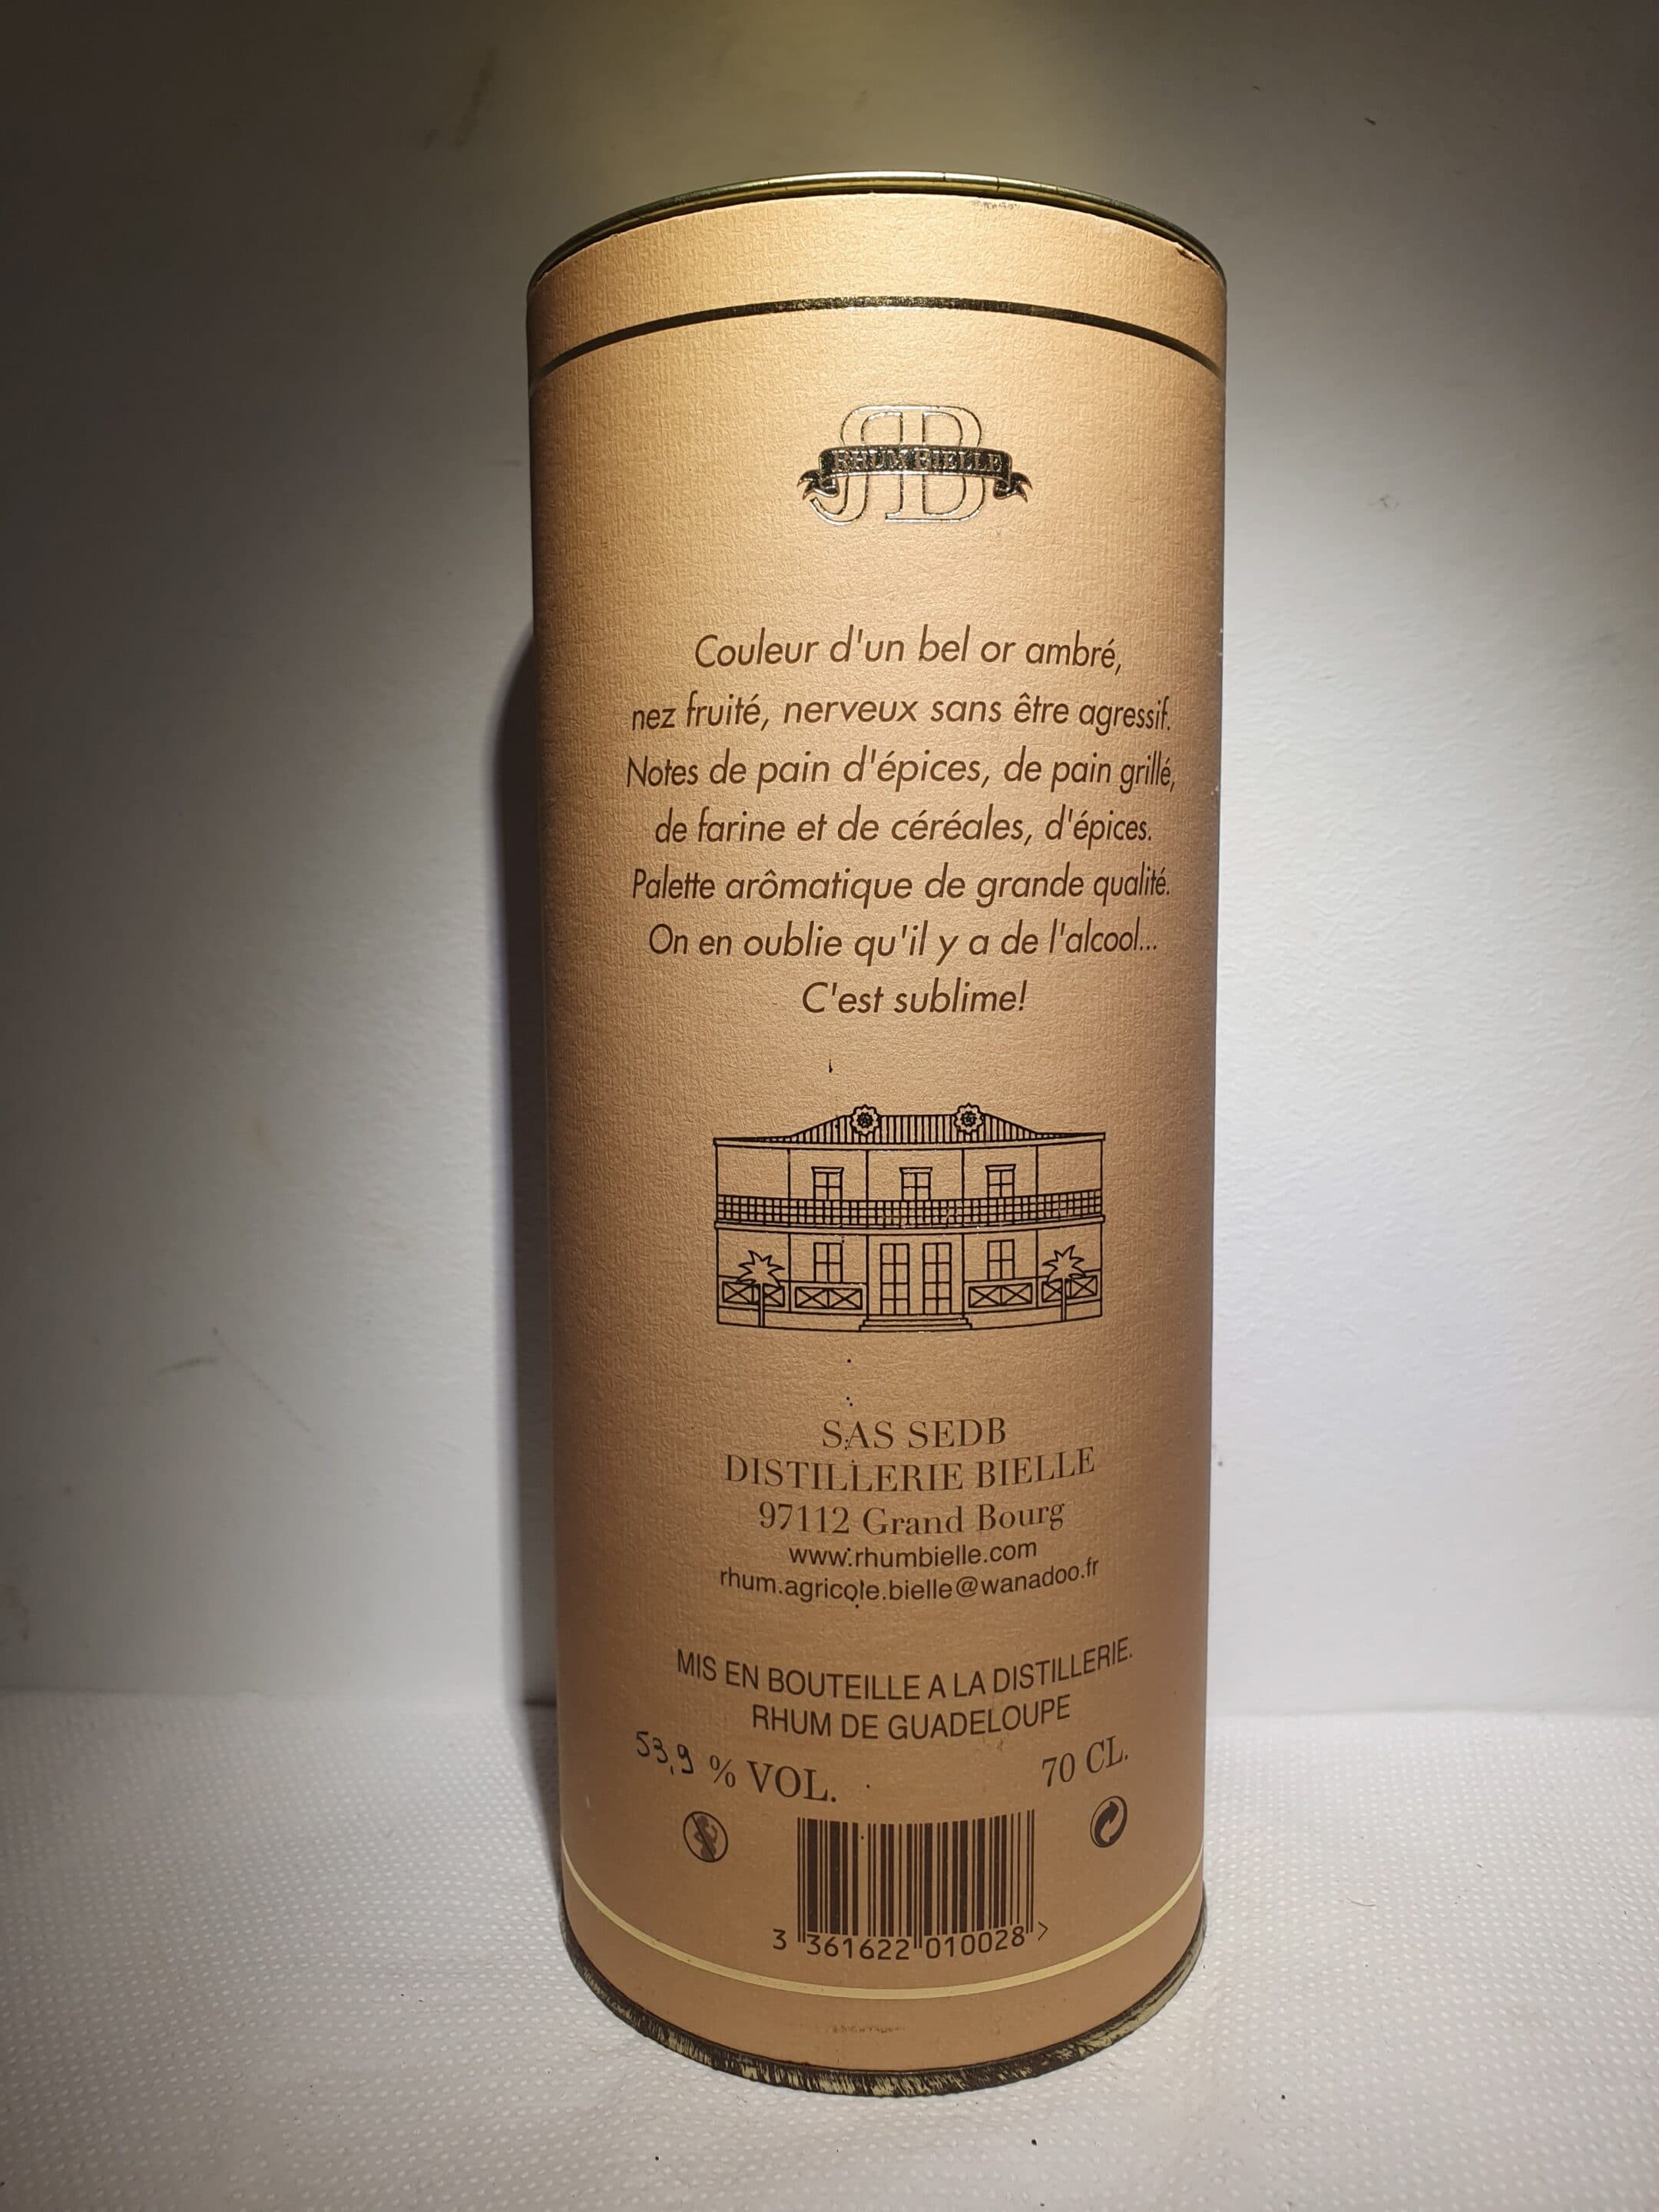 RB
RHUM BIELLE
Couleur d'un bel or ambré,
nez fruité, nerveux sans être agressif.
Notes de pain d'épices, de pain grillé,
de farine et de céréales, d'épices.
Palette arômatique de grande qualité.
On en oublie qu'il y a de l'alcool...
C'est sublime!
SAS SEDB
DISTILLERIE BIELLE
97112 Grand Bourg
www.rhumbielle.com
rhum.agricole.bielle@wanadoo.fr
MIS EN BOUTEILLE A LA DISTILLERIE.
RHUM DE GUADELOUPE
53,9 % VOL. 70 CL.
3 361622 010028 >